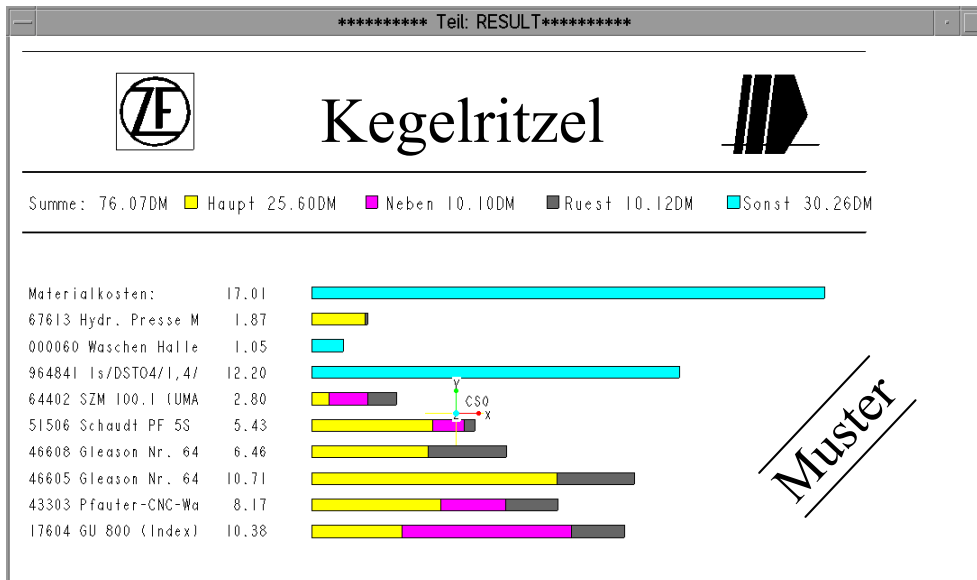 ********** Teil: RESULT**********
ZF
Kegelritzel
Summe: 76.07DM Haupt 25.60DM Neben 10.10DM Ruest 10.12DM Sonst 30.26DM
Materialkosten: 17.01
67613 Hydr. Presse M 1.87
000060 Waschen Halle 1.05
964841 1s/DST04/1,4/ 12.20
64402 SZM 100.1 (UMA 2.80
51506 Schaudt PF 5S 5.43
46608 Gleason Nr. 64 6.46
46605 Gleason Nr. 64 10.71
43303 Pfauter-CNC-Wa 8.17
17604 GU 800 (Index) 10.38
Y
CS0
Z X
Muster